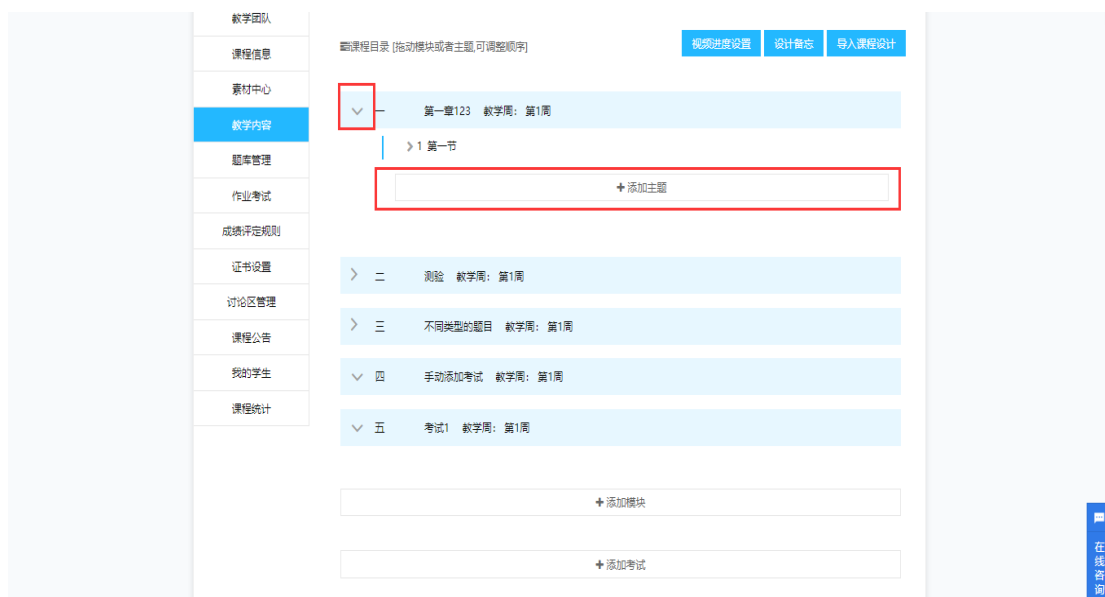 教学团队
课程信息
素材中心
教学内容
题库管理
作业考试
成绩评定规则
证书设置
讨论区管理
课程公告
我的学生
课程统计
课程目录 [拖动模块或者主题,可调整顺序]
视频进度设置 设计备忘 导入课程设计
一 第一章123 教学周：第1周
1 第一节
+添加主题
二 测验 教学周：第1周
三 不同类型的题目 教学周：第1周
四 手动添加考试 教学周：第1周
五 考试1 教学周：第1周
+添加模块
+添加考试
在线咨询